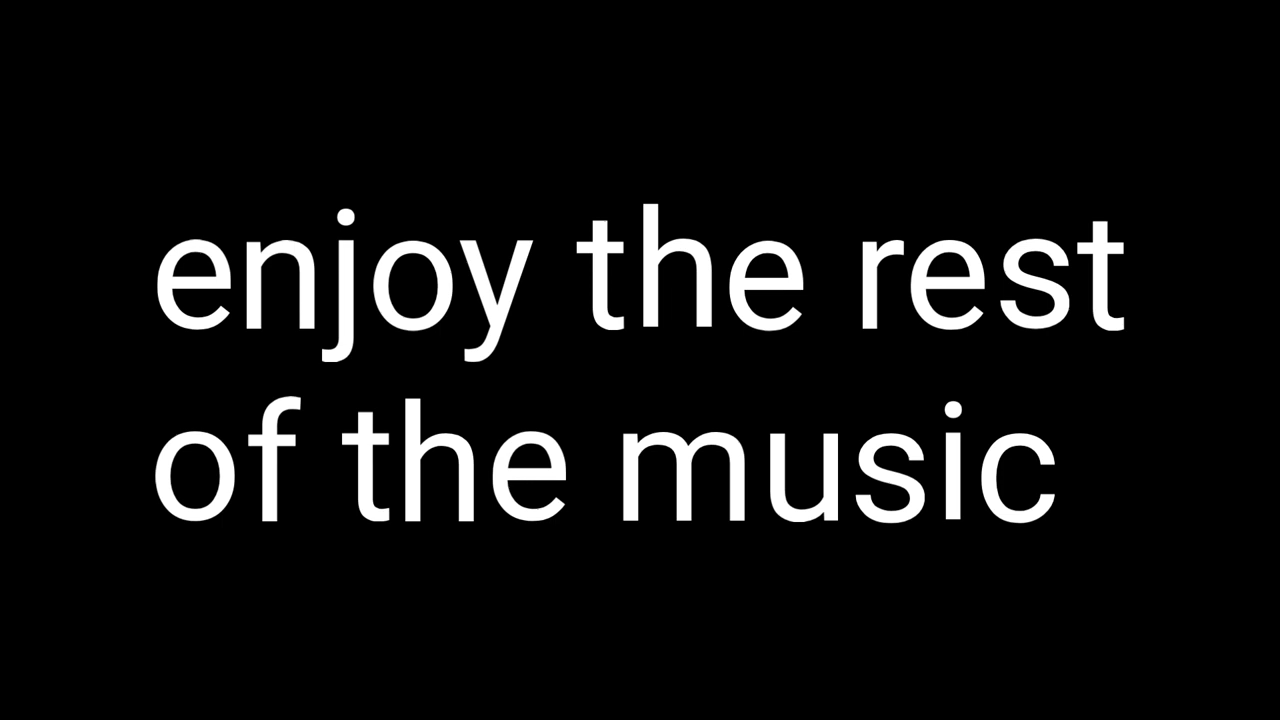 enjoy the rest
of the music